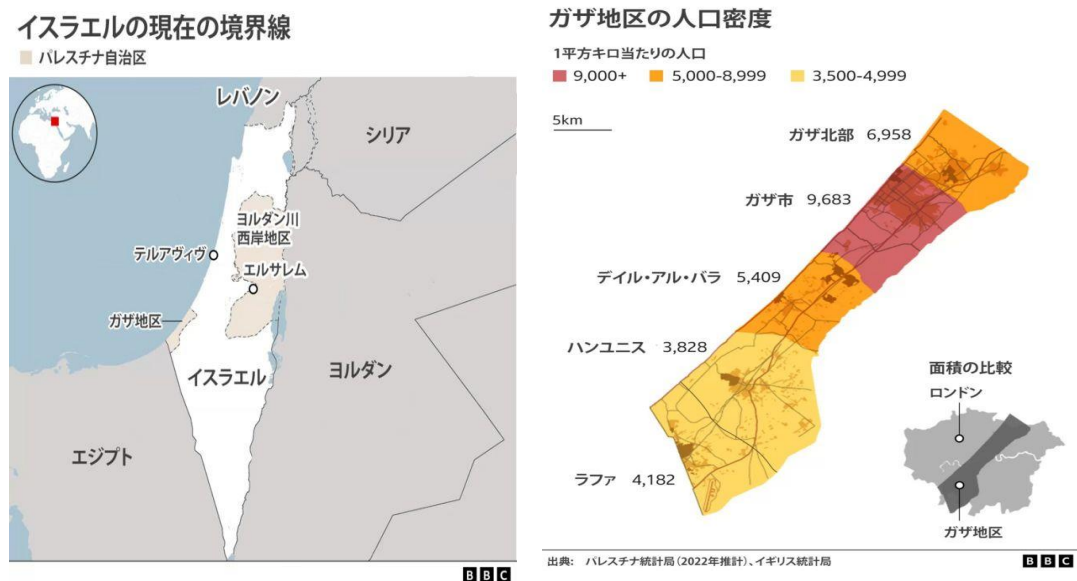 イスラエルの現在の境界線
パレスチナ自治区
レバノン
シリア
ヨルダン川
西岸地区
テルアヴィヴ
エルサレム
ガザ地区
イスラエル
ヨルダン
エジプト
BBC
ガザ地区の人口密度
1平方キロ当たりの人口
9,000+ 5,000-8,999 3,500-4,999
5km
ガザ北部 6,958
ガザ市 9,683
デイル・アル・バラ 5,409
ハンユニス 3,828
ラファ 4,182
面積の比較
ロンドン
ガザ地区
出典: パレスチナ統計局(2022年推計)、イギリス統計局
BBC